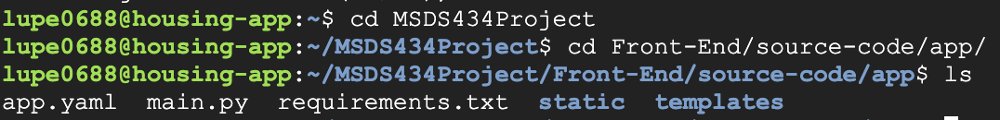 lupe0688@housing-app:~$ cd MSDS434Project
lupe0688@housing-app:~/MSDS434Project$ cd Front-End/source-code/app/
lupe0688@housing-app:~/MSDS434Project/Front-End/source-code/app$ ls
app.yaml  main.py  requirements.txt  static  templates